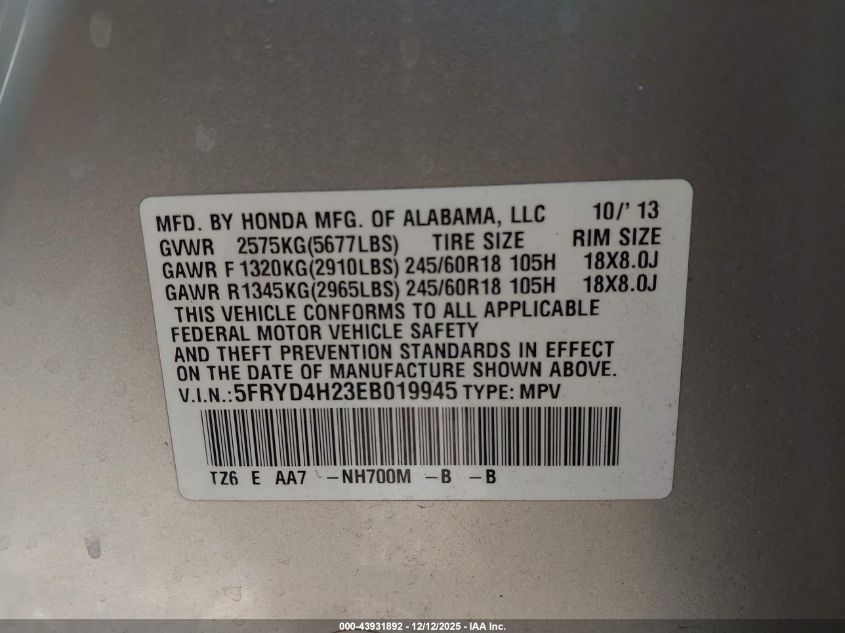 MFD. BY HONDA MFG. OF ALABAMA, LLC 10/' 13
GVWR 2575KG(5677LBS) TIRE SIZE RIM SIZE
GAWR F 1320KG(2910LBS) 245/60R18 105H 18X8.0J
GAWR R 1345KG(2965LBS) 245/60R18 105H 18X8.0J
THIS VEHICLE CONFORMS TO ALL APPLICABLE
FEDERAL MOTOR VEHICLE SAFETY
AND THEFT PREVENTION STANDARDS IN EFFECT
ON THE DATE OF MANUFACTURE SHOWN ABOVE.
V.I.N.:5FRYD4H23EB019945 TYPE: MPV
TZ6 E AA7 -NH700M -B -B
000-43931892 - 12/12/2025 - IAA Inc.